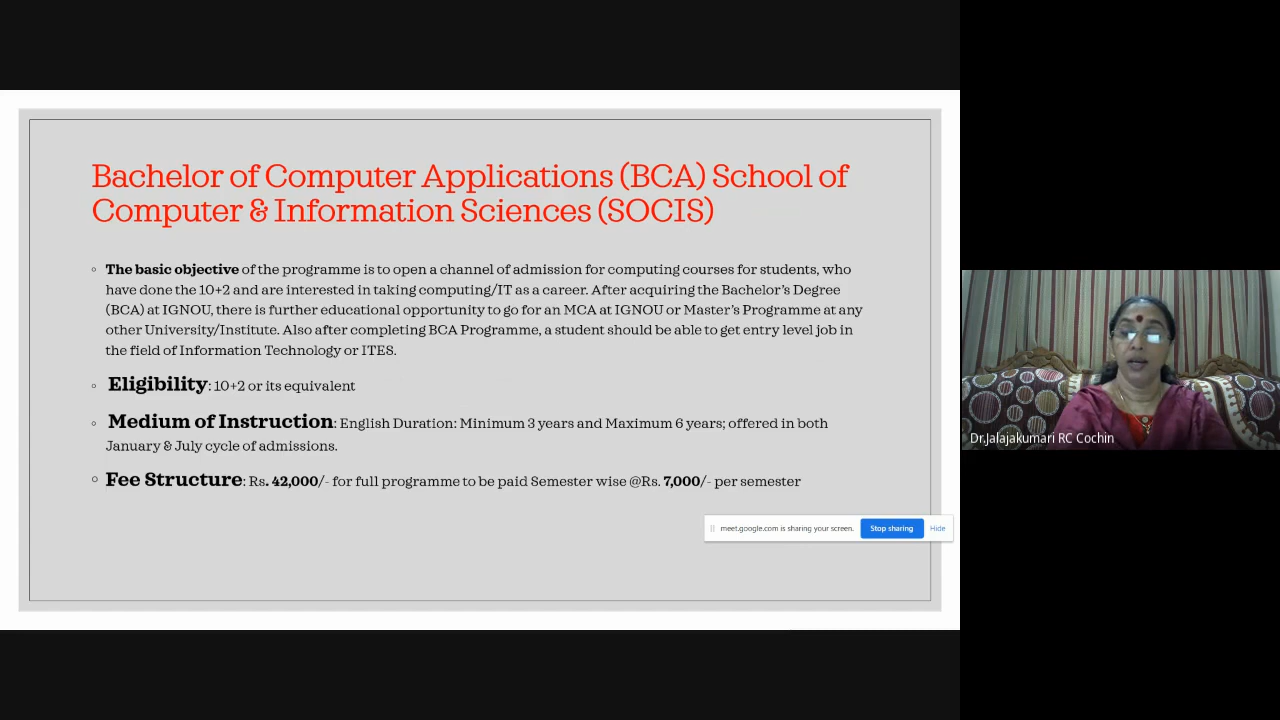 Bachelor of Computer Applications (BCA) School of
Computer & Information Sciences (SOCIS)
◦ The basic objective of the programme is to open a channel of admission for computing courses for students, who
have done the 10+2 and are interested in taking computing/IT as a career. After acquiring the Bachelor's Degree
(BCA) at IGNOU, there is further educational opportunity to go for an MCA at IGNOU or Master's Programme at any
other University/Institute. Also after completing BCA Programme, a student should be able to get entry level job in
the field of Information Technology or ITES.
◦ Eligibility: 10+2 or its equivalent
◦ Medium of Instruction: English Duration: Minimum 3 years and Maximum 6 years; offered in both
January & July cycle of admissions.
◦ Fee Structure: Rs. 42,000/- for full programme to be paid Semester wise @Rs. 7,000/- per semester
meet.google.com is sharing your screen. Stop sharing Hide
Dr.Jalajakumari RC Cochin